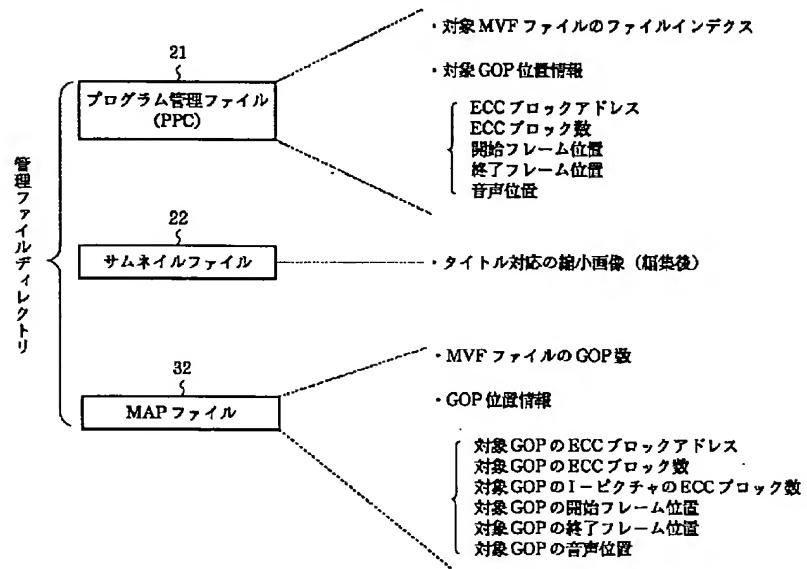 管理ファイルディレクトリ
21
プログラム管理ファイル
(PPC)
・対象 MVF ファイルのファイルインデクス
・対象 GOP 位置情報
ECC ブロックアドレス
ECC ブロック数
開始フレーム位置
終了フレーム位置
音声位置
22
サムネイルファイル
・タイトル対応の縮小画像（編集後）
32
MAP ファイル
・MVF ファイルの GOP 数
・GOP 位置情報
対象 GOP の ECC ブロックアドレス
対象 GOP の ECC ブロック数
対象 GOP の I－ピクチャの ECC ブロック数
対象 GOP の開始フレーム位置
対象 GOP の終了フレーム位置
対象 GOP の音声位置